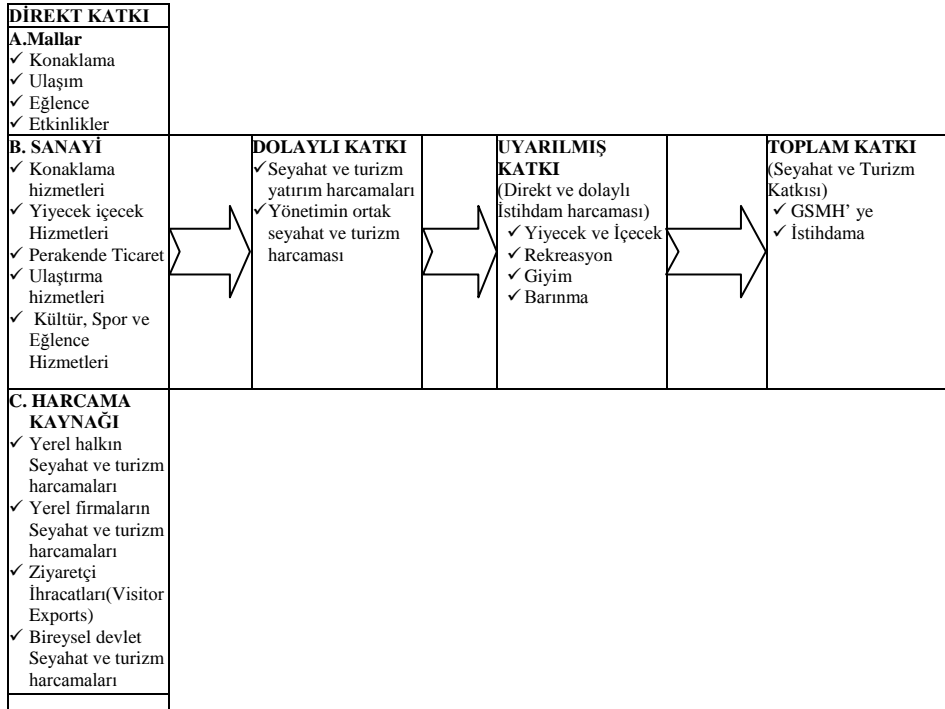 DİREKT KATKI
A.Mallar
✓ Konaklama
✓ Ulaşım
✓ Eğlence
✓ Etkinlikler
B. SANAYİ
✓ Konaklama
hizmetleri
✓ Yiyecek içecek
Hizmetleri
✓ Perakende Ticaret
✓ Ulaştırma
hizmetleri
✓ Kültür, Spor ve
Eğlence
Hizmetleri
DOLAYLI KATKI
✓ Seyahat ve turizm
yatırım harcamaları
✓ Yönetimin ortak
seyahat ve turizm
harcaması
UYARILMIŞ
KATKI
(Direkt ve dolaylı
İstihdam harcaması)
✓ Yiyecek ve İçecek
✓ Rekreasyon
✓ Giyim
✓ Barınma
TOPLAM KATKI
(Seyahat ve Turizm
Katkısı)
✓ GSMH' ye
✓ İstihdama
C. HARCAMA
KAYNAĞI
✓ Yerel halkın
Seyahat ve turizm
harcamaları
✓ Yerel firmaların
Seyahat ve turizm
harcamaları
✓ Ziyaretçi
İhracatları(Visitor
Exports)
✓ Bireysel devlet
Seyahat ve turizm
harcamaları